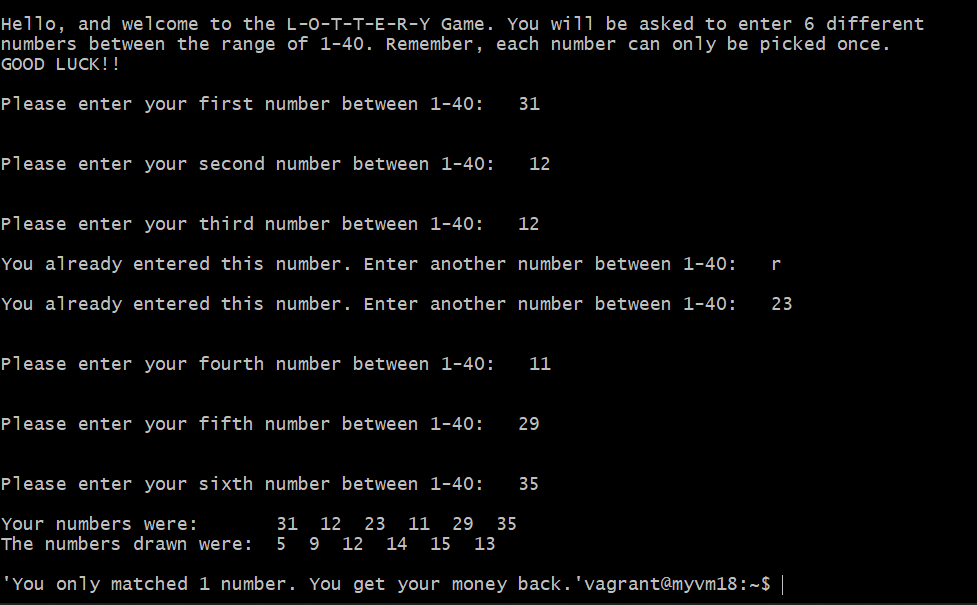 Hello, and welcome to the L-O-T-T-E-R-Y Game. You will be asked to enter 6 different
numbers between the range of 1-40. Remember, each number can only be picked once.
GOOD LUCK!!
Please enter your first number between 1-40:   31
Please enter your second number between 1-40:   12
Please enter your third number between 1-40:   12
You already entered this number. Enter another number between 1-40:   r
You already entered this number. Enter another number between 1-40:   23
Please enter your fourth number between 1-40:   11
Please enter your fifth number between 1-40:   29
Please enter your sixth number between 1-40:   35
Your numbers were:       31  12  23  11  29  35
The numbers drawn were:  5  9  12  14  15  13
'You only matched 1 number. You get your money back.'vagrant@myvm18:~$